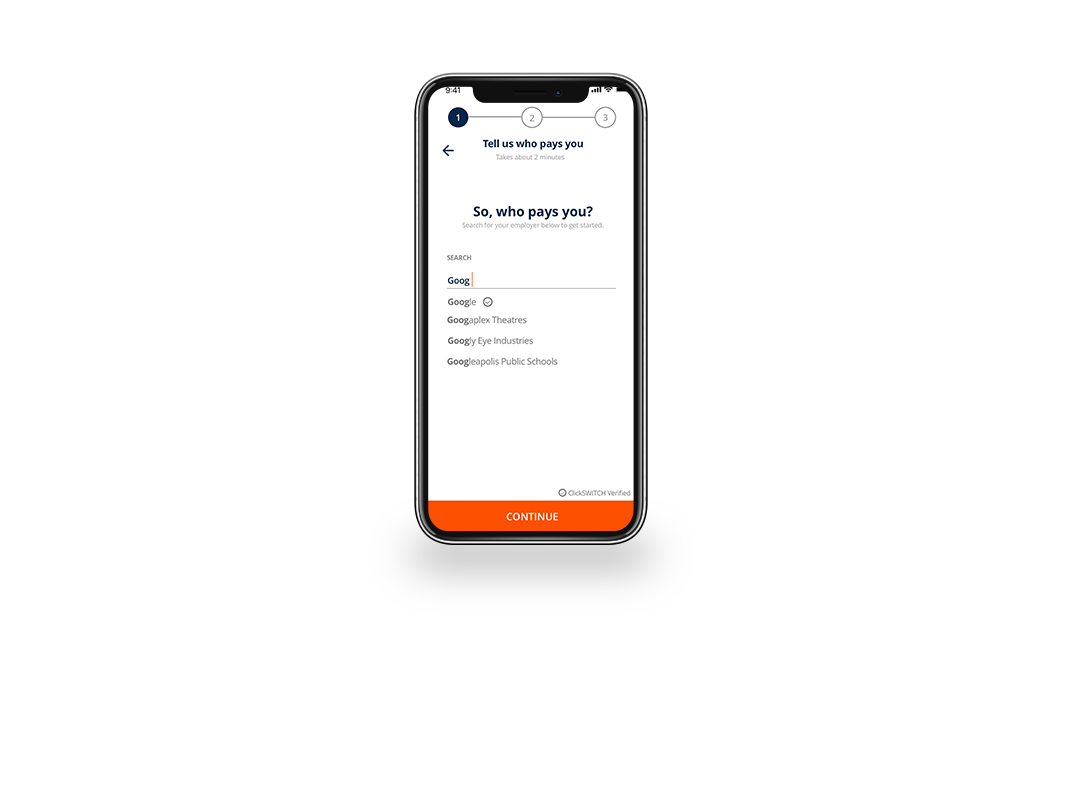 9:41
1 2 3
Tell us who pays you
Takes about 2 minutes
So, who pays you?
Search for your employer below to get started.
SEARCH
Goog
Google
Googaplex Theatres
Googly Eye Industries
Googleapolis Public Schools
ClickSWITCH Verified
CONTINUE